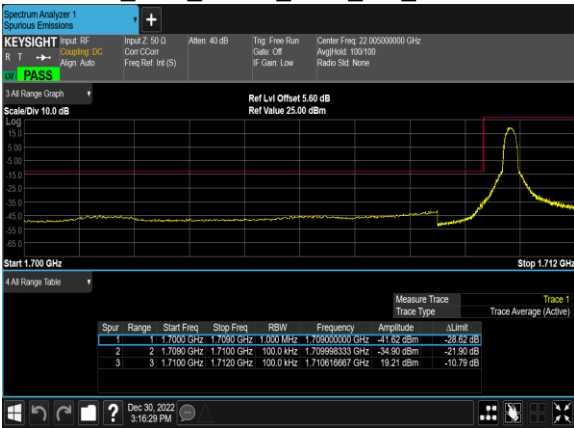 Spectrum Analyzer 1
Spurious Emissions
KEYSIGHT Input: RF Input Z: 50 Ω Atten: 40 dB Trig: Free Run Center Freq: 22.005000000 GHz
R T Coupling: DC Corr CCorr Gate: Off Avg|Hold: 100/100
Align: Auto Freq Ref: Int (S) IF Gain: Low Radio Std: None
PASS
3 All Range Graph
Ref Lvl Offset 5.60 dB
Scale/Div 10.0 dB Ref Value 25.00 dBm
Log
15.0
5.00
-5.00
-15.0
-25.0
-35.0
-45.0
-55.0
-65.0
Start 1.700 GHz Stop 1.712 GHz
4 All Range Table
Measure Trace Trace 1
Trace Type Trace Average (Active)
Spur Range Start Freq Stop Freq RBW Frequency Amplitude ΔLimit
1 1 1.7000 GHz 1.7090 GHz 1.000 MHz 1.709000000 GHz -41.62 dBm -28.62 dB
2 2 1.7090 GHz 1.7100 GHz 100.0 kHz 1.709998333 GHz -34.90 dBm -21.90 dB
3 3 1.7100 GHz 1.7120 GHz 100.0 kHz 1.710616667 GHz 19.21 dBm -10.79 dB
Dec 30, 2022
3:16:29 PM